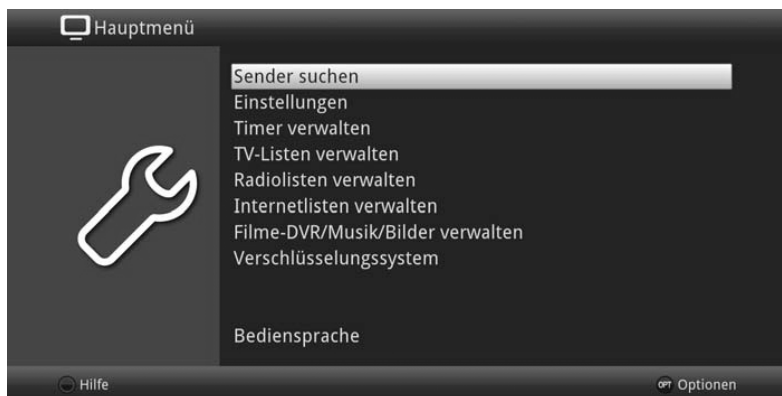 Hauptmenü
Sender suchen
Einstellungen
Timer verwalten
TV-Listen verwalten
Radiolisten verwalten
Internetlisten verwalten
Filme-DVR/Musik/Bilder verwalten
Verschlüsselungssystem
Bediensprache
Hilfe
OPT Optionen